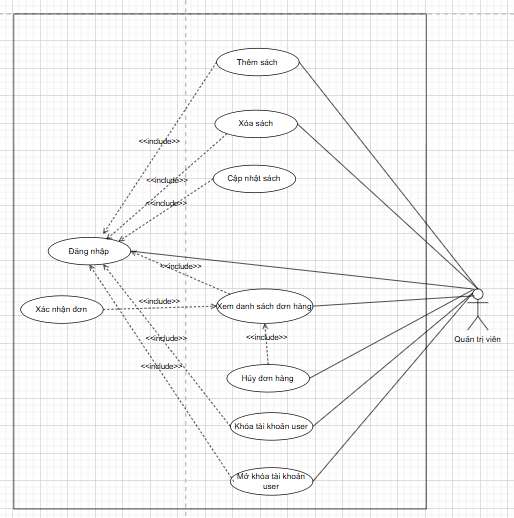 Thêm sách
Xóa sách
<<include>>
Cập nhật sách
<<include>>
<<include>>
Đăng nhập
<<include>>
Xác nhận đơn
<<include>>
Xem danh sách đơn hàng
<<include>>
<<include>>
Quản trị viên
<<include>>
Hủy đơn hàng
Khóa tài khoản user
Mở khóa tài khoản
user